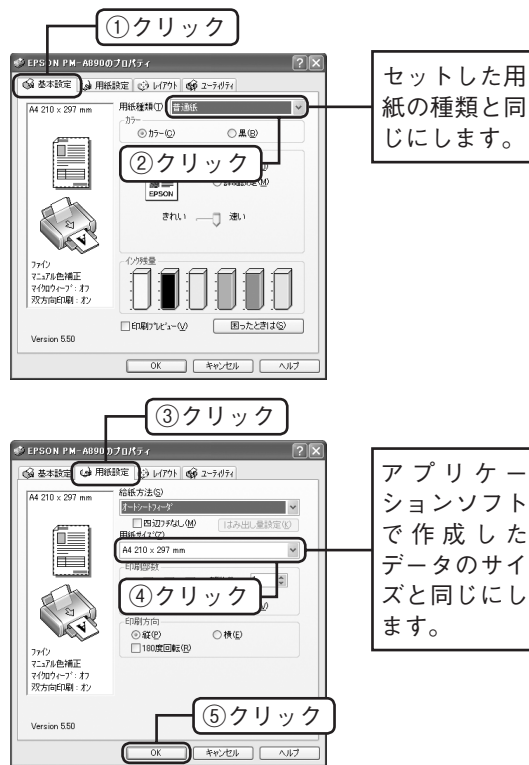 ①クリック
EPSON PM-A890のプロパティ
基本設定 用紙設定 レイアウト ユーティリティ
A4 210 x 297 mm
用紙種類(T)
普通紙
セットした用
紙の種類と同
じにします。
カラー
カラー(C) 黒(B)
②クリック
EPSON
きれい 速い
ファイン
マニュアル色補正
マイクロウィーブ: オフ
双方向印刷: オン
インク残量
印刷プレビュー(V) 困ったときは(S)
Version 5.50
OK キャンセル ヘルプ
③クリック
EPSON PM-A890のプロパティ
基本設定 用紙設定 レイアウト ユーティリティ
A4 210 x 297 mm
給紙方法(S)
オートシートフィーダ
四辺フチなし(M) はみ出し量設定(K)
用紙サイズ(Z)
A4 210 x 297 mm
アプリケー
ションソフト
で作成した
データのサイ
ズと同じにし
ます。
印刷部数
④クリック
印刷方向
縦(P) 横(E)
180度回転(R)
ファイン
マニュアル色補正
マイクロウィーブ: オフ
双方向印刷: オン
⑤クリック
Version 5.50
OK キャンセル ヘルプ